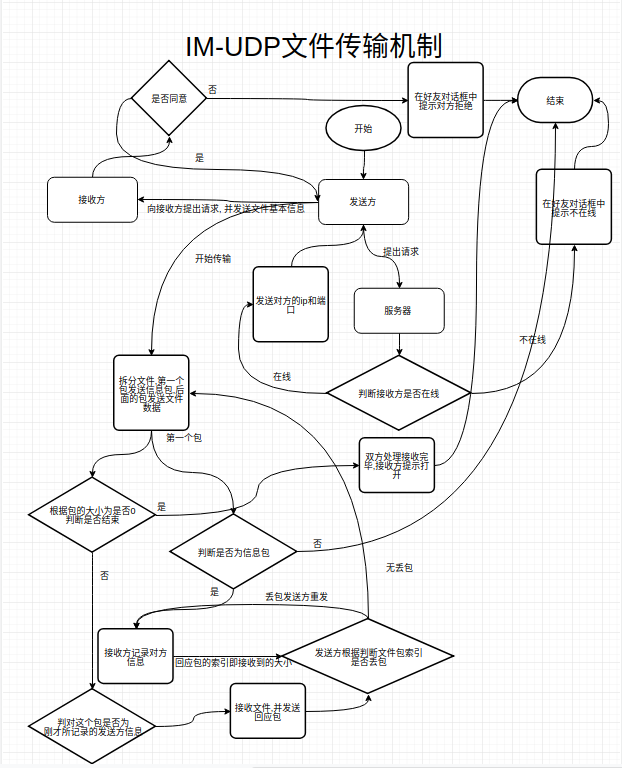 IM-UDP文件传输机制
是否同意
否
在好友对话框中
提示对方拒绝
结束
开始
是
接收方
发送方
向接收方提出请求, 并发送文件基本信息
在好友对话框中
提示不在线
开始传输
提出请求
发送对方的ip和端
口
服务器
不在线
在线
判断接收方是否在线
拆分文件,第一个
包发送信息包,后
面的包发送文件
数据
第一个包
双方处理接收完
毕,接收方提示打
开
根据包的大小为是否0
判断是否结束
是
判断是否为信息包
否
无丢包
否
是
丢包发送方重发
接收方记录对方
信息
回应包的索引即接收到的大小
发送方根据判断文件包索引
是否丢包
判对这个包是否为
刚才所记录的发送方信息
接收文件,并发送
回应包